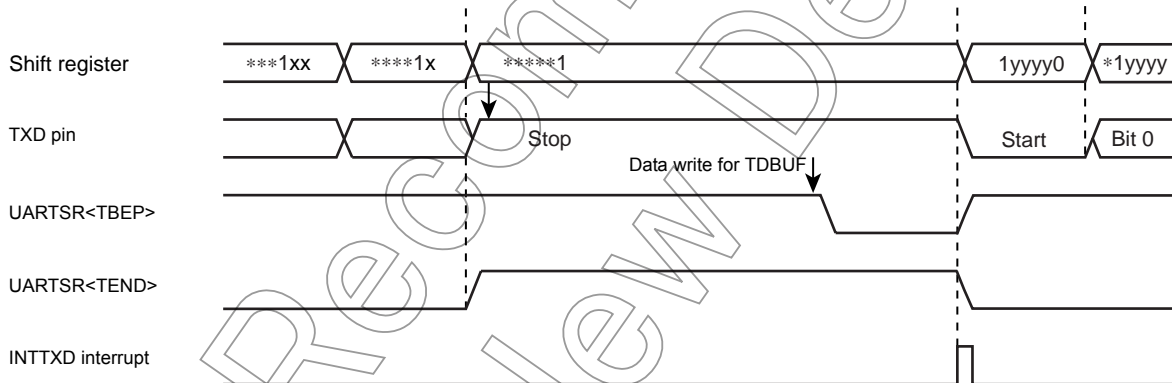 Shift register ***1xx ****1x *****1 1yyyy0 *1yyyy
TXD pin Stop Start Bit 0
Data write for TDBUF
UARTSR<TBEP>
UARTSR<TEND>
INTTXD interrupt